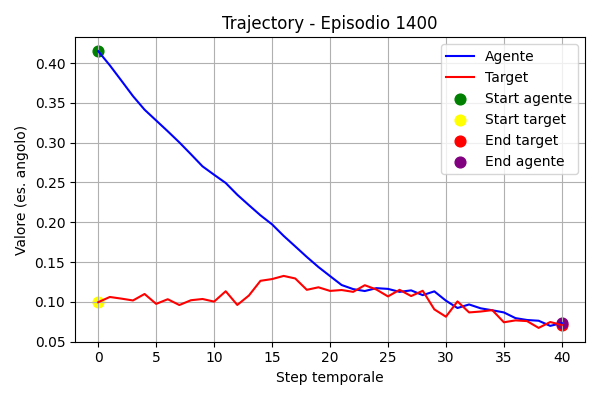 Trajectory - Episodio 1400
Valore (es. angolo)
0.40
0.35
0.30
0.25
0.20
0.15
0.10
0.05
Agente
Target
Start agente
Start target
End target
End agente
0 5 10 15 20 25 30 35 40
Step temporale